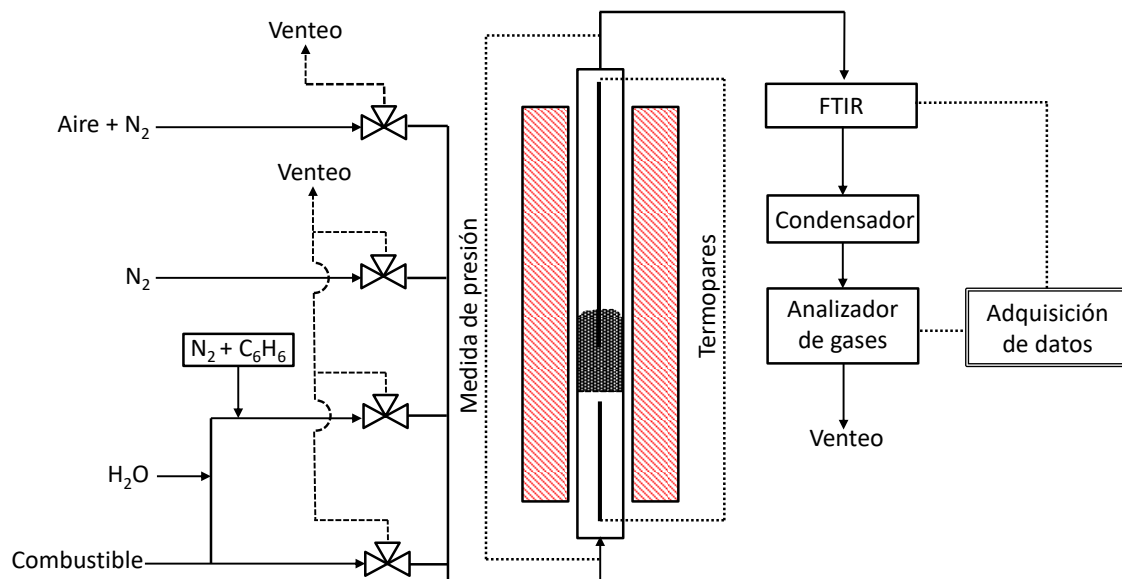 Venteo
Aire + N₂
Venteo
N₂
N₂ + C₆H₆
H₂O
Combustible
Medida de presión
Termopares
FTIR
Condensador
Analizador
de gases
Adquisición
de datos
Venteo